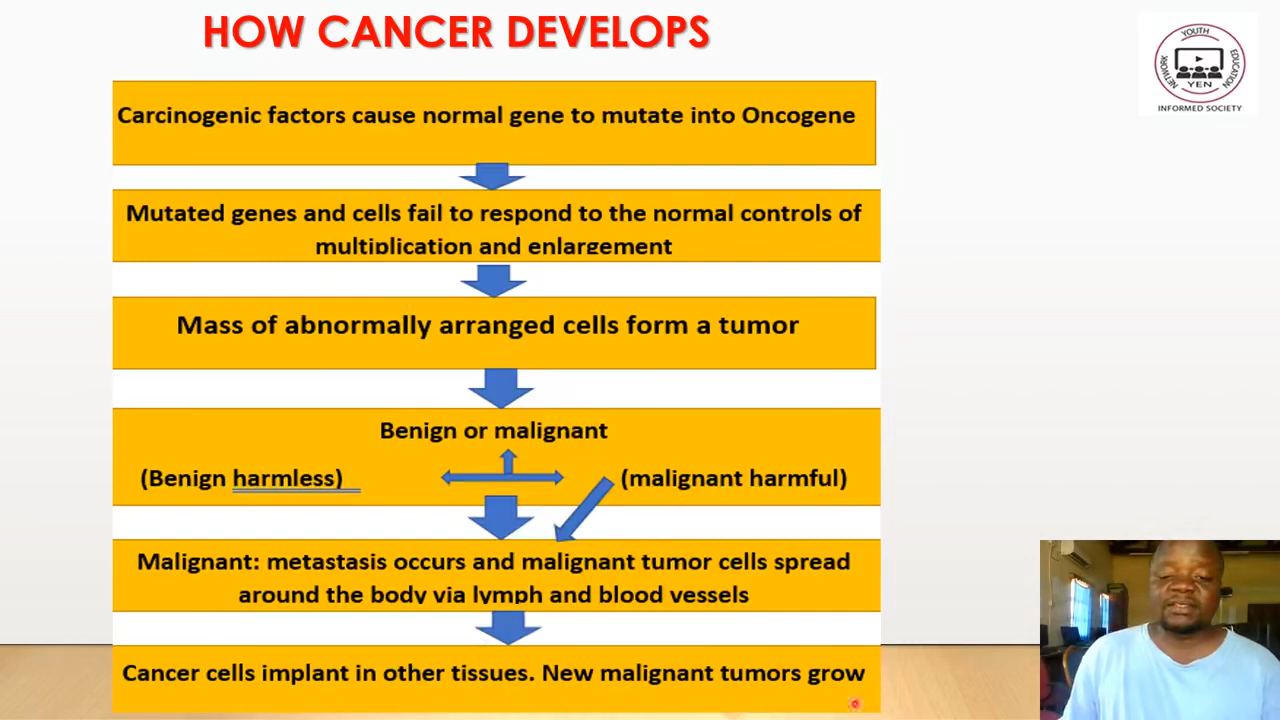 HOW CANCER DEVELOPS
YOUTH
EDUCATION
NETWORK
YEN
INFORMED SOCIETY
Carcinogenic factors cause normal gene to mutate into Oncogene
Mutated genes and cells fail to respond to the normal controls of
multiplication and enlargement
Mass of abnormally arranged cells form a tumor
Benign or malignant
(Benign harmless)
(malignant harmful)
Malignant: metastasis occurs and malignant tumor cells spread
around the body via lymph and blood vessels
Cancer cells implant in other tissues. New malignant tumors grow